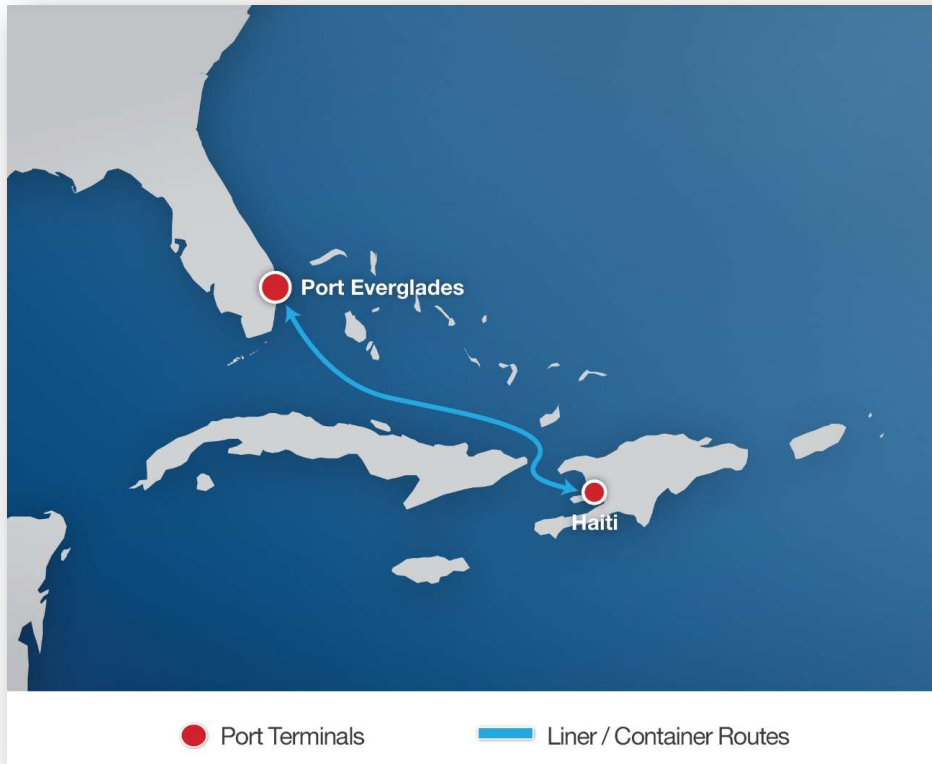 Port Everglades
Haiti
Port Terminals
Liner / Container Routes